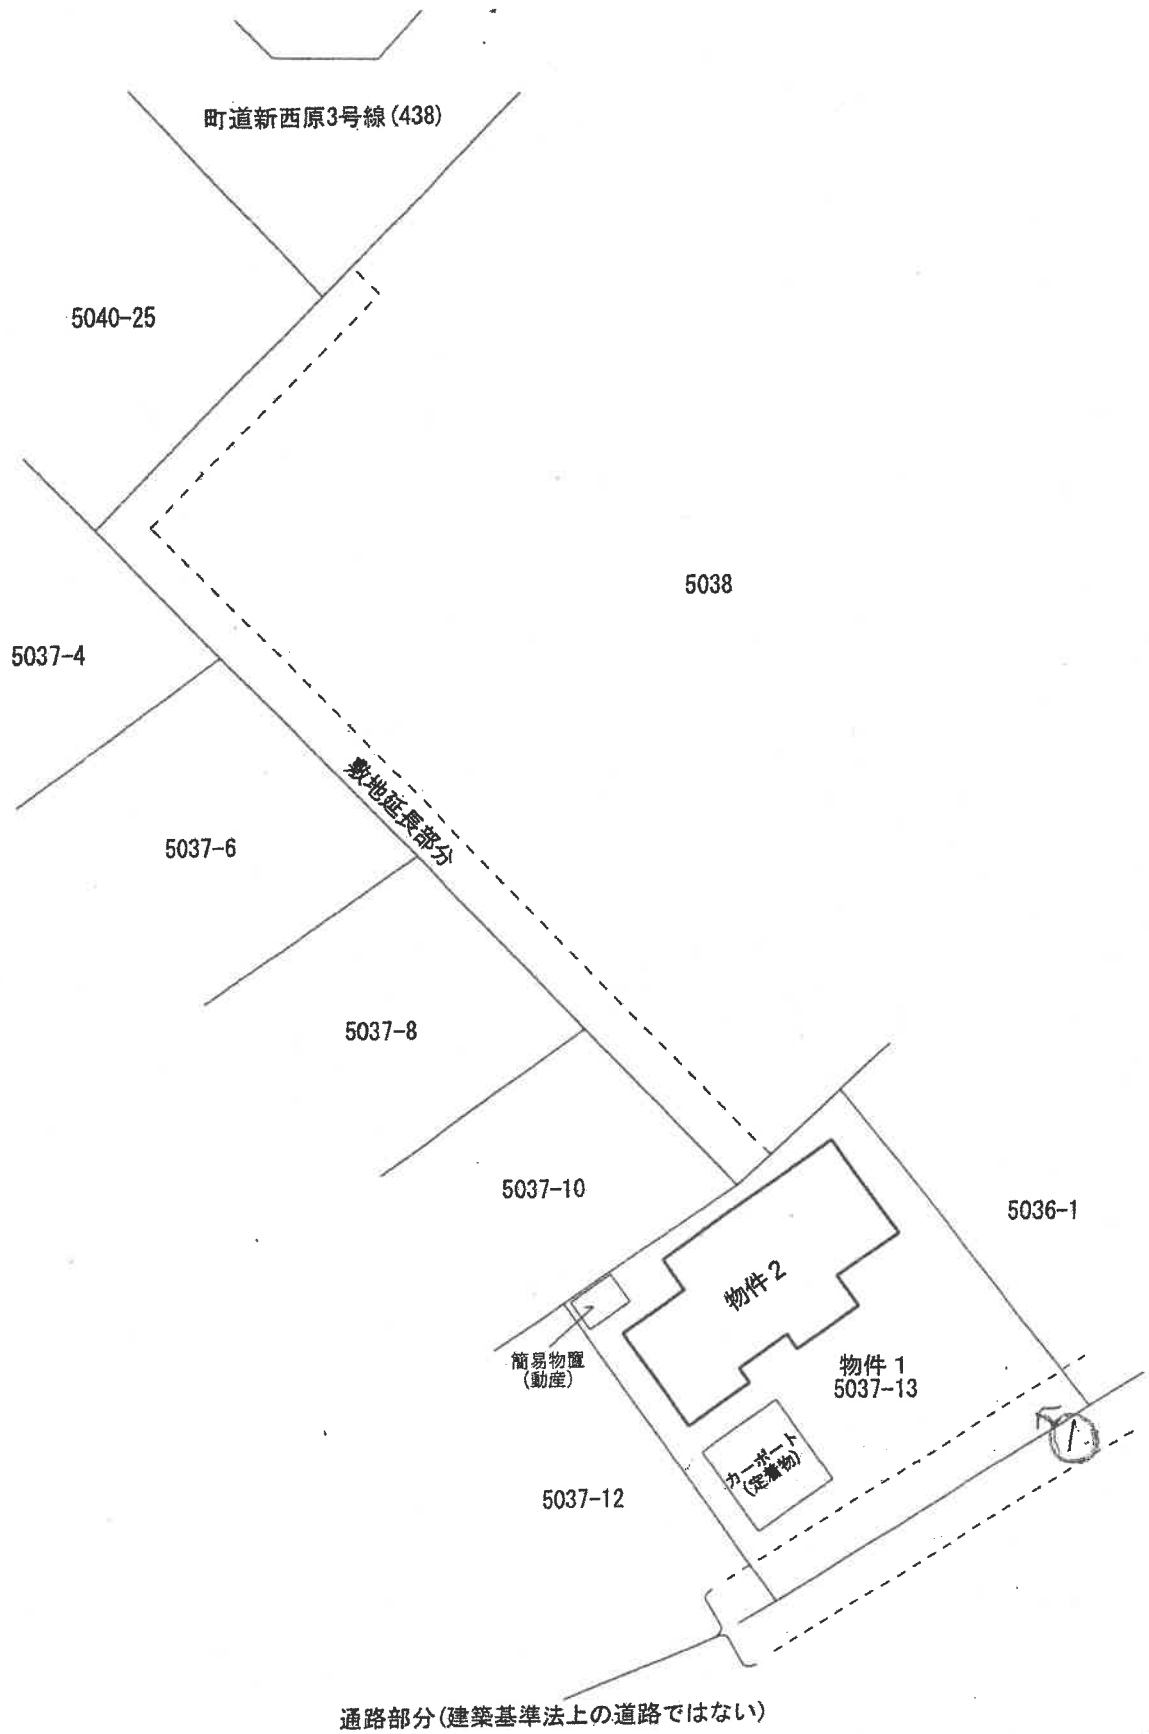 町道新西原3号線(438)
5040-25
5038
5037-4
敷地延長部分
5037-6
5037-8
5037-10
5036-1
物件2
簡易物置
(動産)
物件1
5037-13
カーポート
(定着物)
1
5037-12
通路部分(建築基準法上の道路ではない)